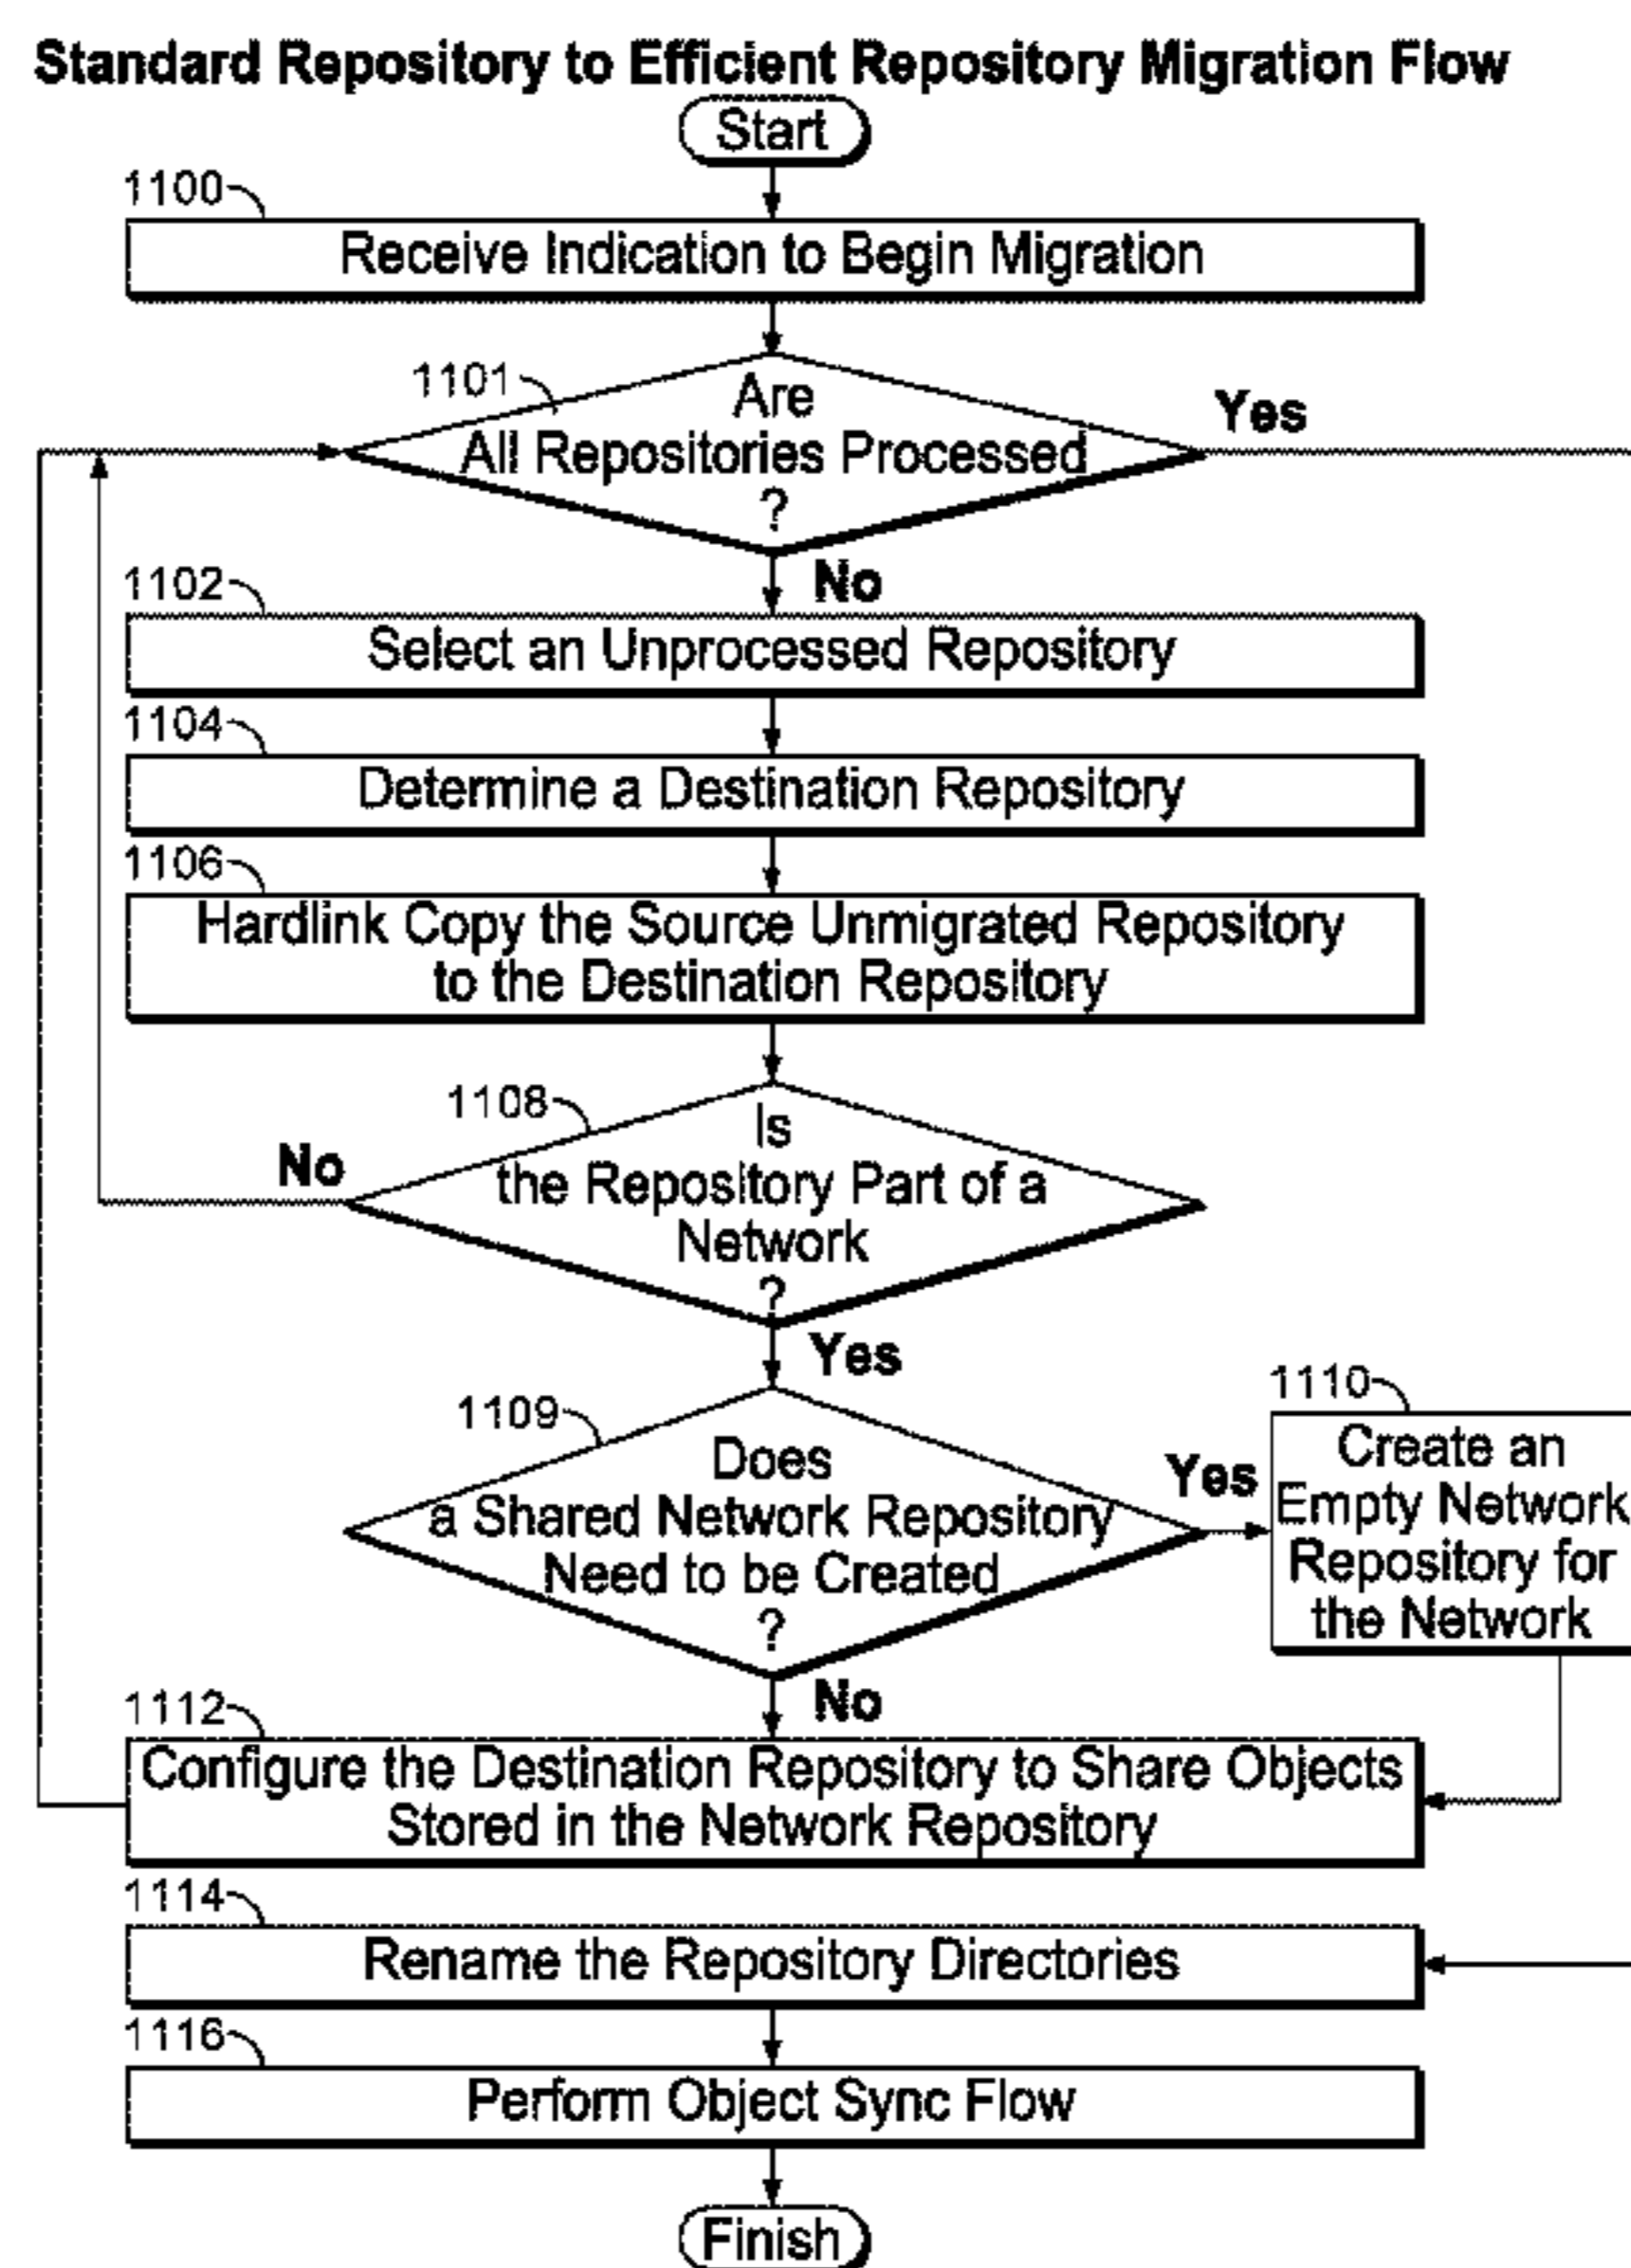 Standard Repository to Efficient Repository Migration Flow
Start
1100
Receive Indication to Begin Migration
1101
Are
All Repositories Processed
?
Yes
No
1102
Select an Unprocessed Repository
1104
Determine a Destination Repository
1106
Hardlink Copy the Source Unmigrated Repository
to the Destination Repository
1108
Is
the Repository Part of a
Network
?
No
Yes
1109
Does
a Shared Network Repository
Need to be Created
?
Yes
1110
Create an
Empty Network
Repository for
the Network
No
1112
Configure the Destination Repository to Share Objects
Stored in the Network Repository
1114
Rename the Repository Directories
1116
Perform Object Sync Flow
Finish